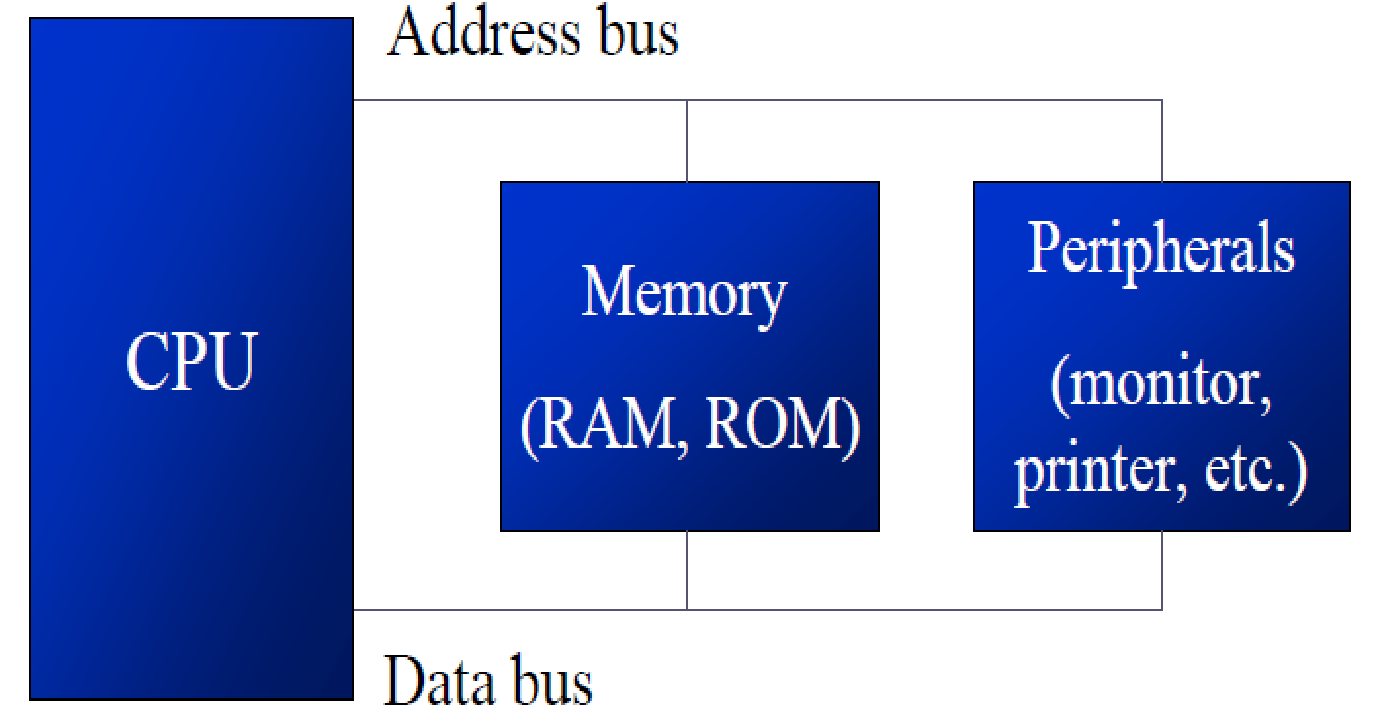 Address bus
CPU
Memory
(RAM, ROM)
Peripherals
(monitor,
printer, etc.)
Data bus